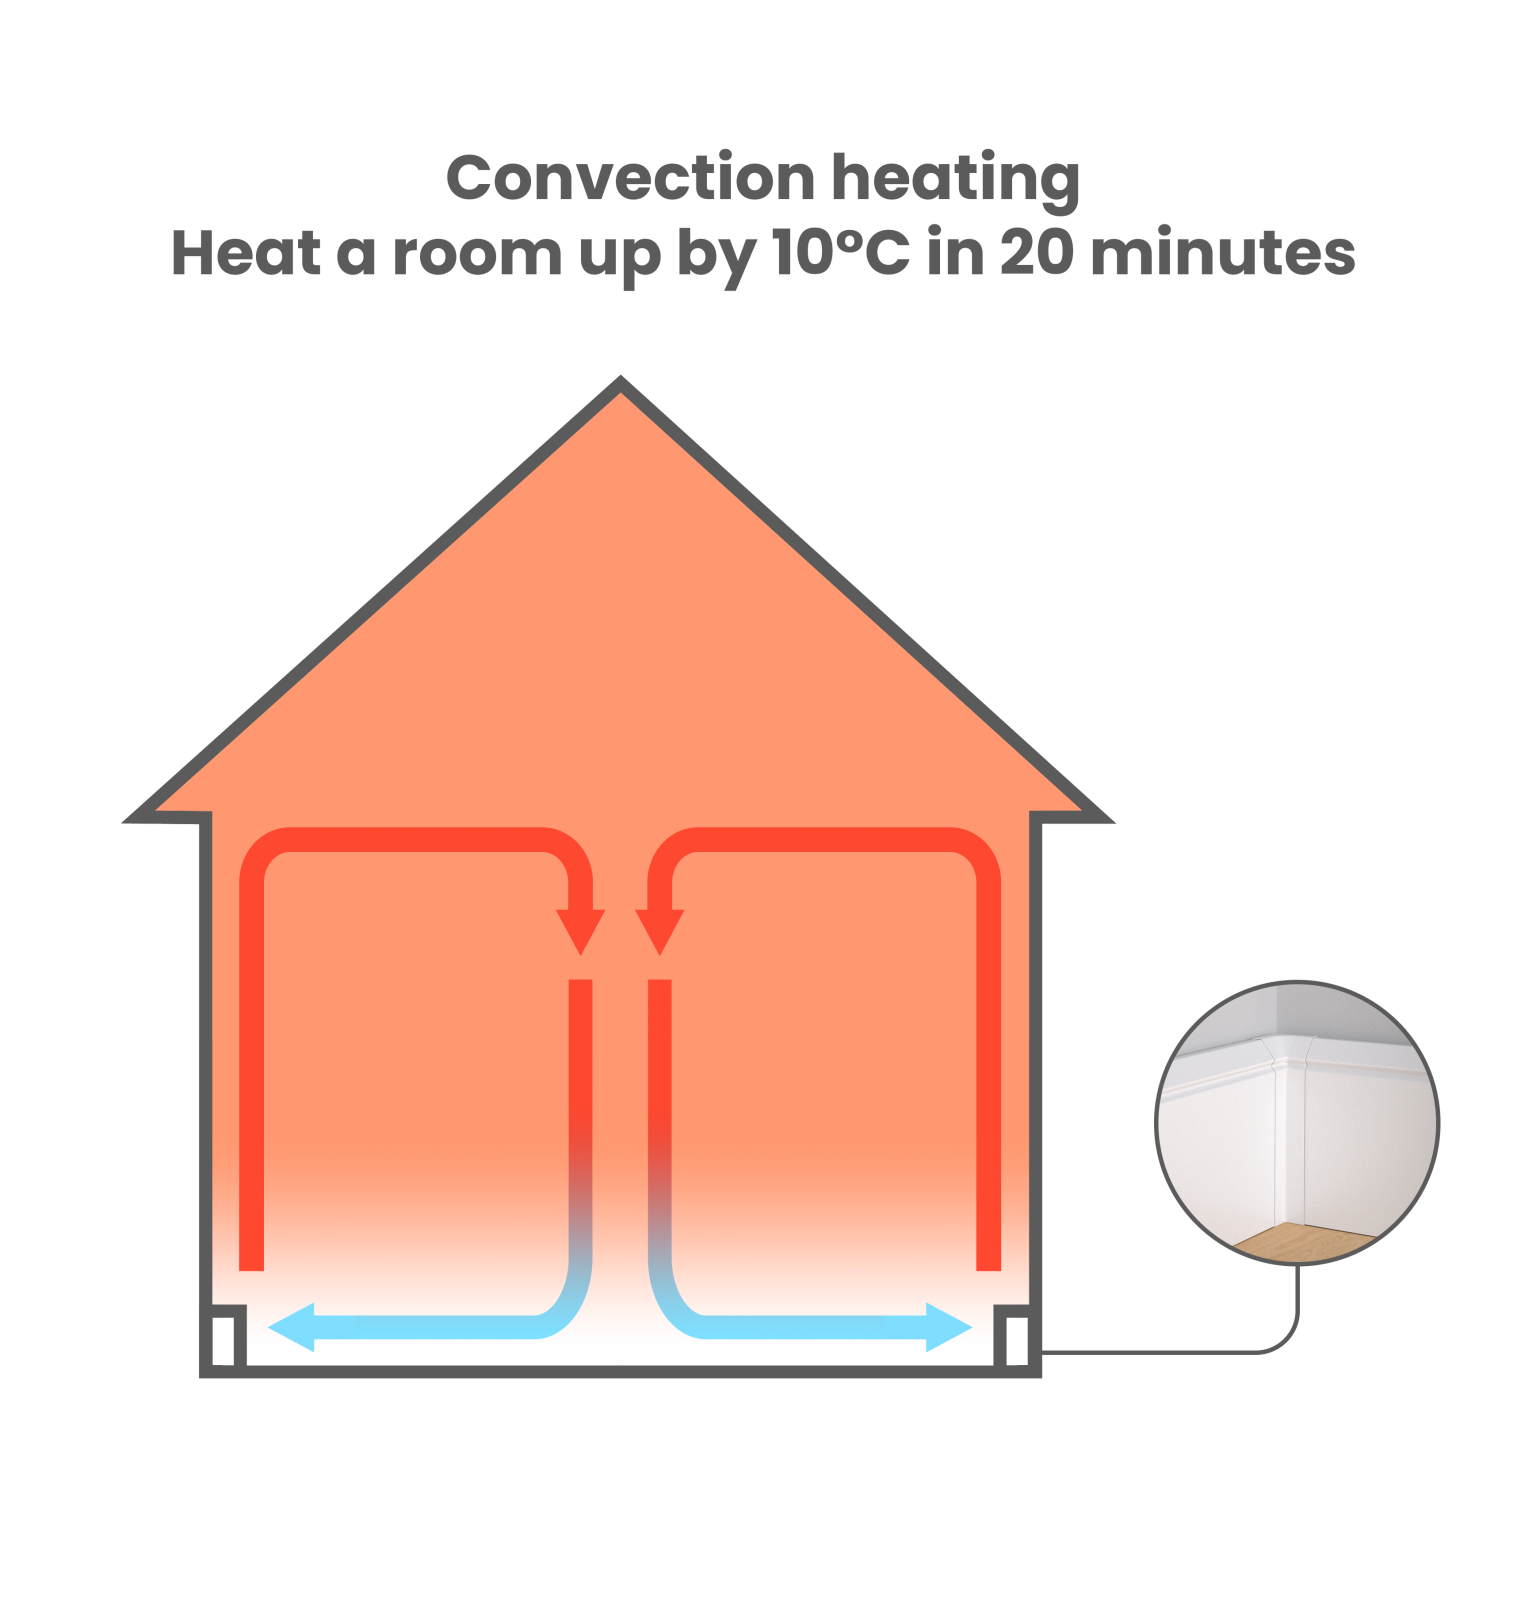 Convection heating
Heat a room up by 10°C in 20 minutes